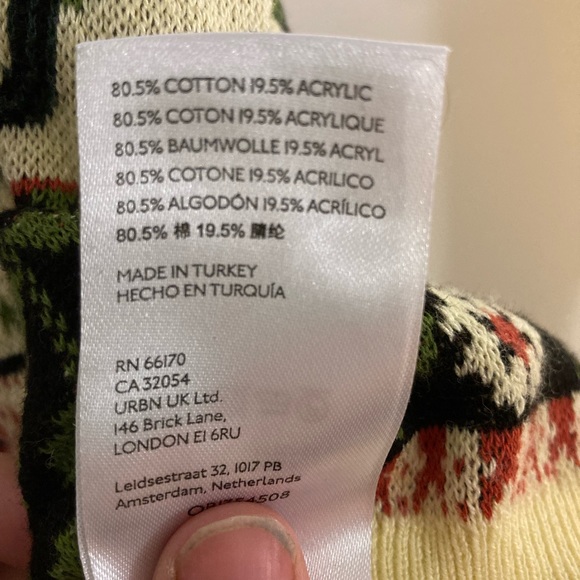 80.5% COTTON 19.5% ACRYLIC
80.5% COTON 19.5% ACRYLIQUE
80.5% BAUMWOLLE 19.5% ACRYL
80.5% COTONE 19.5% ACRILICO
80.5% ALGODÓN 19.5% ACRÍLICO
80.5% 棉 19.5% 腈纶
MADE IN TURKEY
HECHO EN TURQUÍA
RN 66170
CA 32054
URBN UK Ltd.
146 Brick Lane,
LONDON E1 6RU
Leidsestraat 32, 1017 PB
Amsterdam, Netherlands